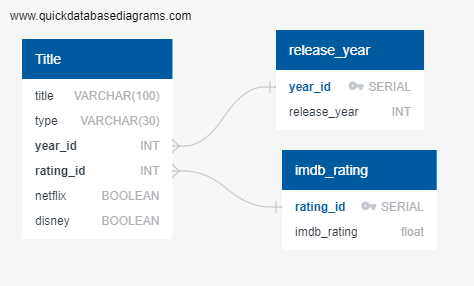 www.quickdatabasediagrams.com
Title
title VARCHAR(100)
type VARCHAR(30)
year_id INT
rating_id INT
netflix BOOLEAN
disney BOOLEAN
release_year
year_id SERIAL
release_year INT
imdb_rating
rating_id SERIAL
imdb_rating float